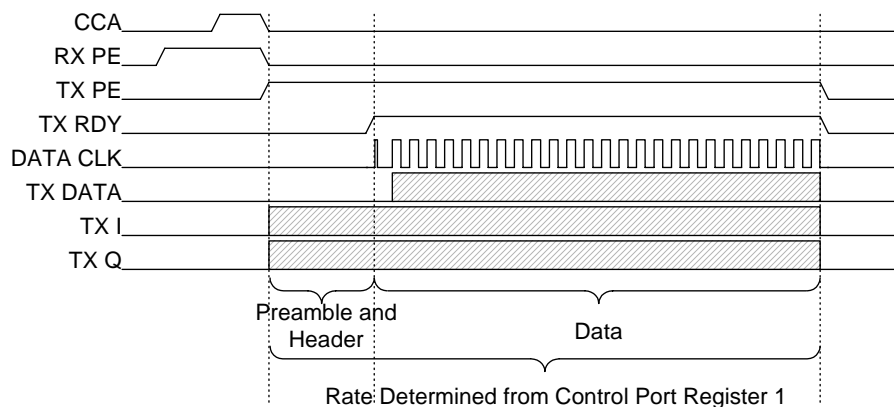 CCA
RX PE
TX PE
TX RDY
DATA CLK
TX DATA
TX I
TX Q
Preamble and
Header
Data
Rate Determined from Control Port Register 1